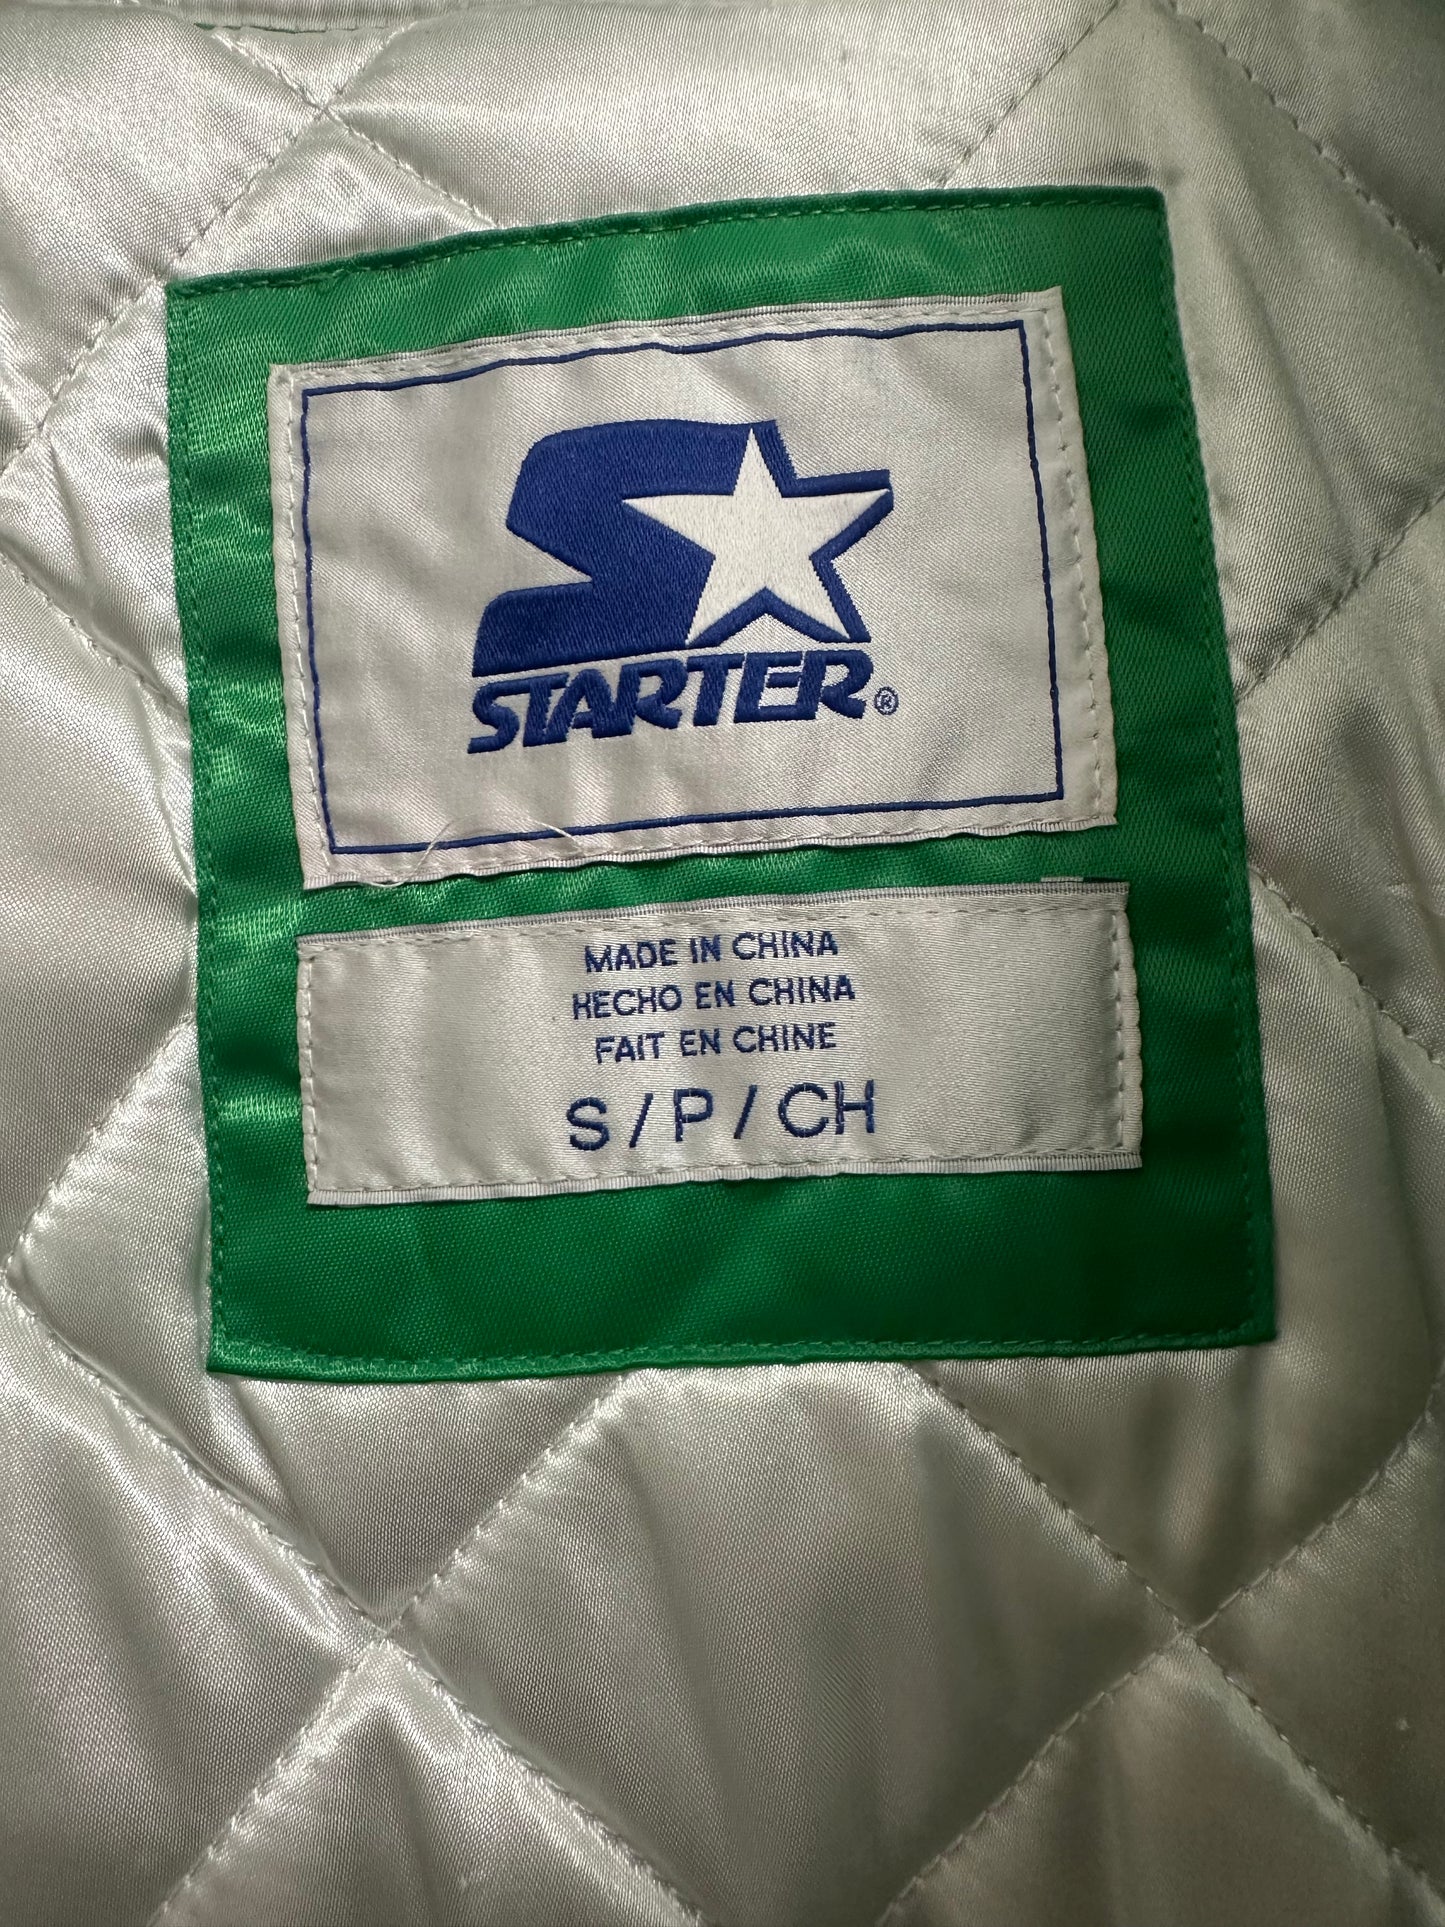 STARTER®
MADE IN CHINA
HECHO EN CHINA
FAIT EN CHINE
S / P / CH